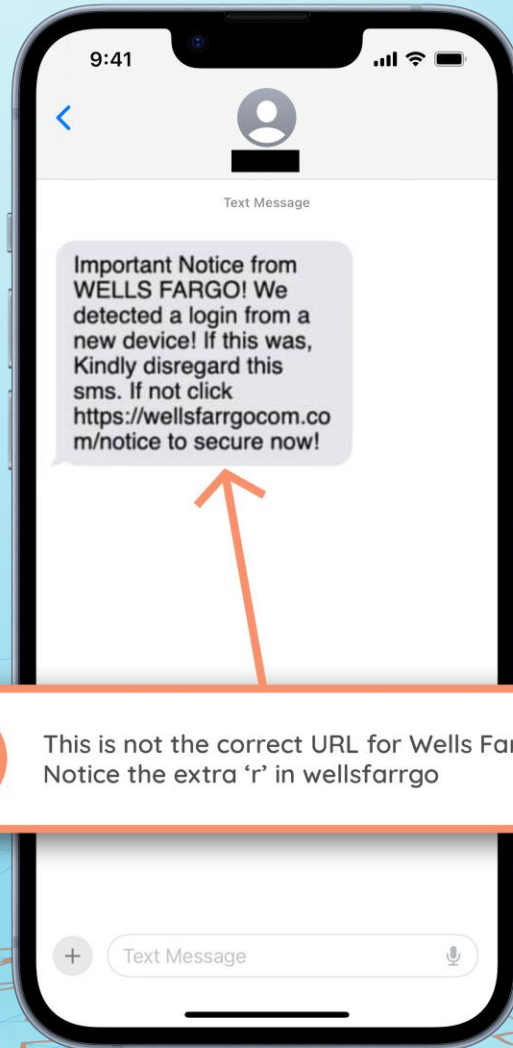 9:41
Text Message
Important Notice from
WELLS FARGO! We
detected a login from a
new device! If this was,
Kindly disregard this
sms. If not click
https://wellsfarrgocom.co
m/notice to secure now!
This is not the correct URL for Wells
Notice the extra ‘r’ in wellsfarrgo
Text Message